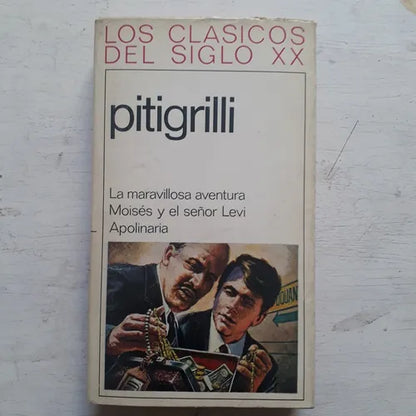 LOS CLASICOS
DEL SIGLO XX
pitigrilli
La maravillosa aventura
Moisés y el señor Levi
Apolinaria